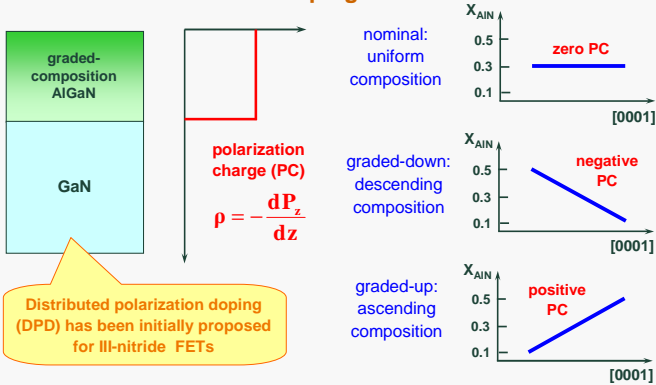 graded-
composition
AlGaN
GaN
polarization
charge (PC)
ρ = − dP_z / dz
Distributed polarization doping
(DPD) has been initially proposed
for III-nitride FETs
nominal:
uniform
composition
X_AlN
0.5
0.3
0.1
zero PC
[0001]
graded-down:
descending
composition
X_AlN
0.5
0.3
0.1
negative
PC
[0001]
graded-up:
ascending
composition
X_AlN
0.5
0.3
0.1
positive
PC
[0001]